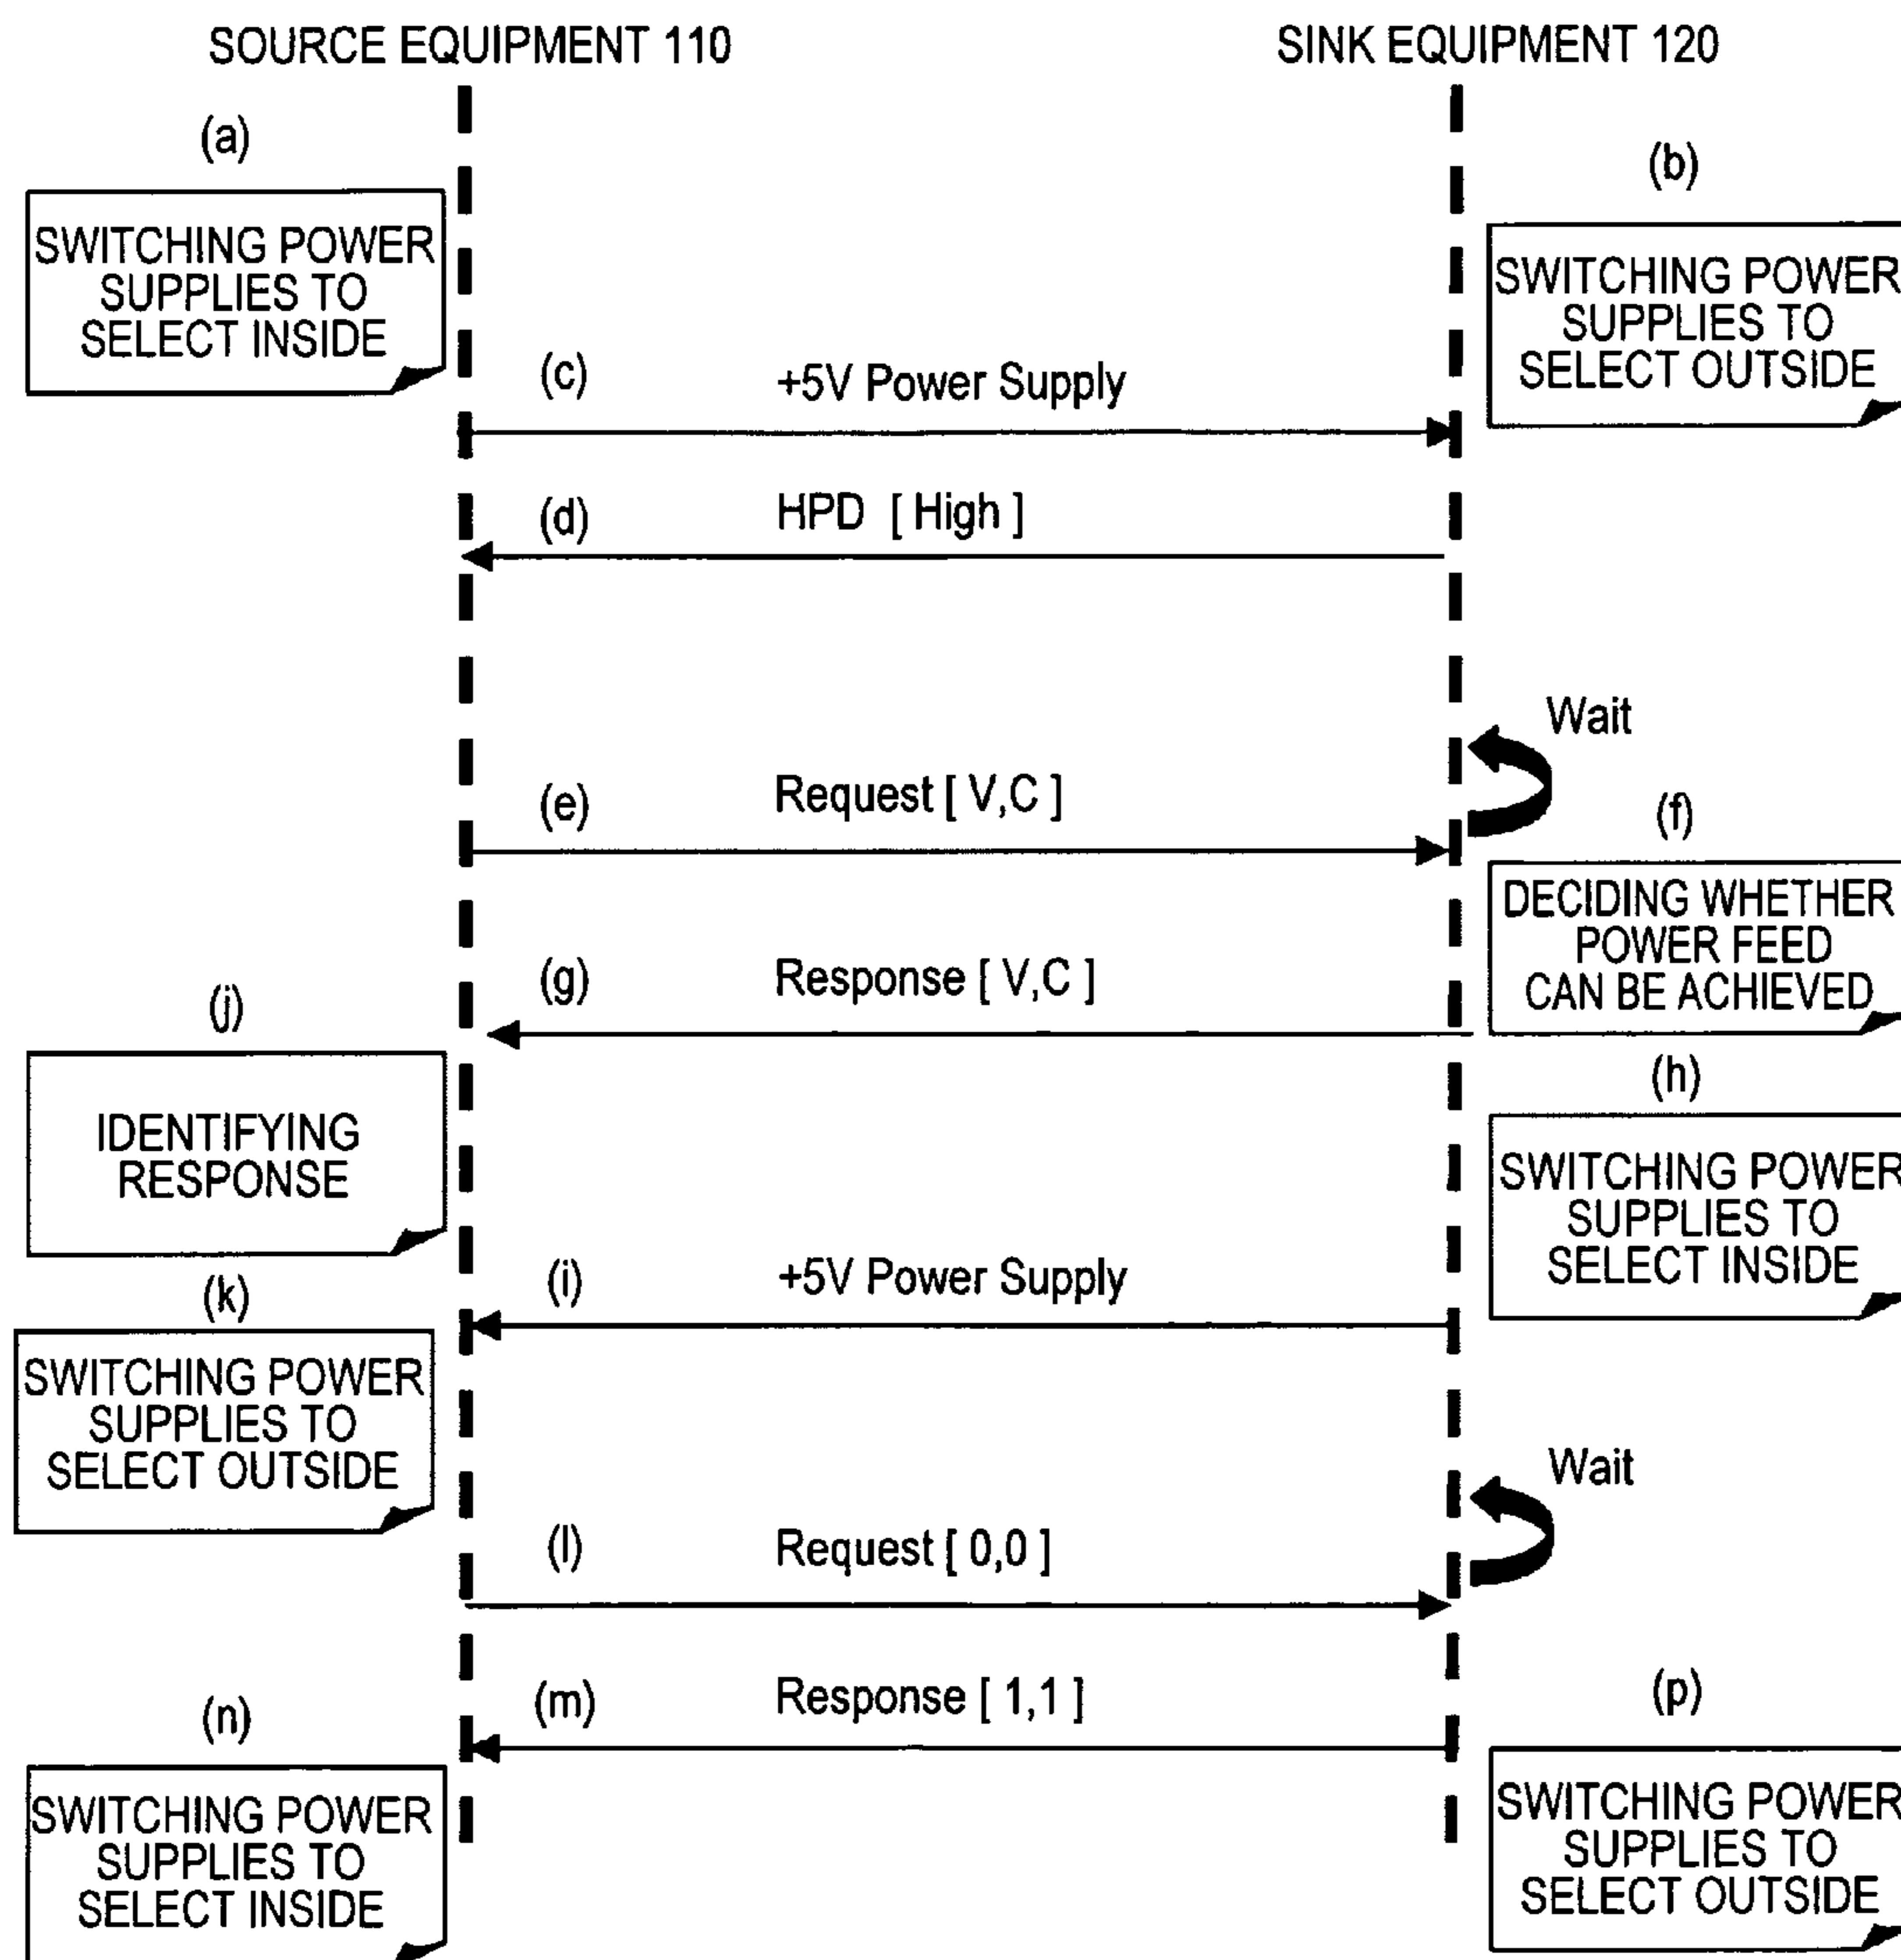 SOURCE EQUIPMENT 110
SINK EQUIPMENT 120
(a)
SWITCHING POWER
SUPPLIES TO
SELECT INSIDE
(b)
SWITCHING POWER
SUPPLIES TO
SELECT OUTSIDE
(c)
+5V Power Supply
(d)
HPD [ High ]
Wait
(e)
Request [ V,C ]
(f)
DECIDING WHETHER
POWER FEED
CAN BE ACHIEVED
(g)
Response [ V,C ]
(j)
IDENTIFYING
RESPONSE
(h)
SWITCHING POWER
SUPPLIES TO
SELECT INSIDE
(i)
+5V Power Supply
(k)
SWITCHING POWER
SUPPLIES TO
SELECT OUTSIDE
Wait
(l)
Request [ 0,0 ]
(m)
Response [ 1,1 ]
(n)
SWITCHING POWER
SUPPLIES TO
SELECT INSIDE
(p)
SWITCHING POWER
SUPPLIES TO
SELECT OUTSIDE